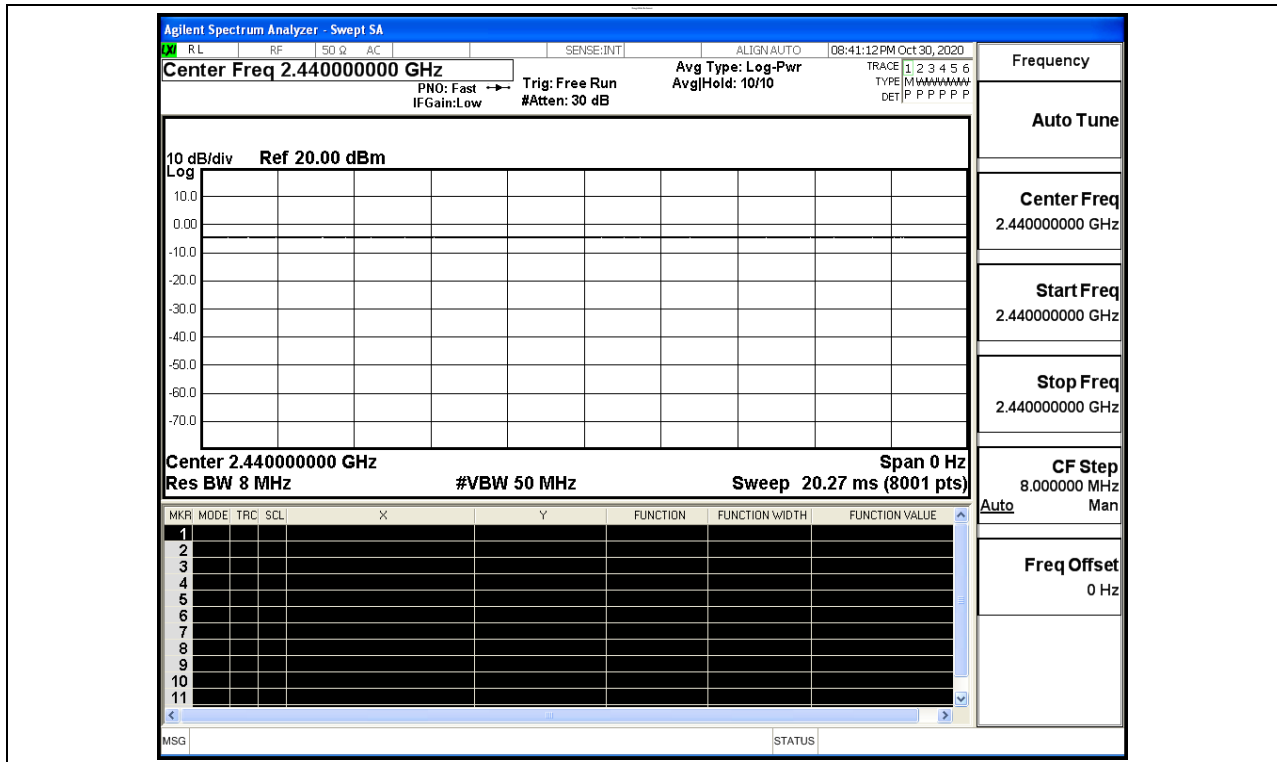 Agilent Spectrum Analyzer - Swept SA
LXI RL RF 50 Ω AC SENSE:INT ALIGN AUTO 08:41:12 PM Oct 30, 2020
Center Freq 2.440000000 GHz
PNO: Fast
IFGain:Low
Trig: Free Run
#Atten: 30 dB
Avg Type: Log-Pwr
Avg|Hold: 10/10
TRACE 1 2 3 4 5 6
TYPE M WWWWW
DET P P P P P P
10 dB/div Ref 20.00 dBm
Log
10.0
0.00
-10.0
-20.0
-30.0
-40.0
-50.0
-60.0
-70.0
Center 2.440000000 GHz Span 0 Hz
Res BW 8 MHz #VBW 50 MHz Sweep 20.27 ms (8001 pts)
MKR MODE TRC SCL X Y FUNCTION FUNCTION WIDTH FUNCTION VALUE
1
2
3
4
5
6
7
8
9
10
11
MSG STATUS
Frequency
Auto Tune
Center Freq
2.440000000 GHz
Start Freq
2.440000000 GHz
Stop Freq
2.440000000 GHz
CF Step
8.000000 MHz
Auto Man
Freq Offset
0 Hz